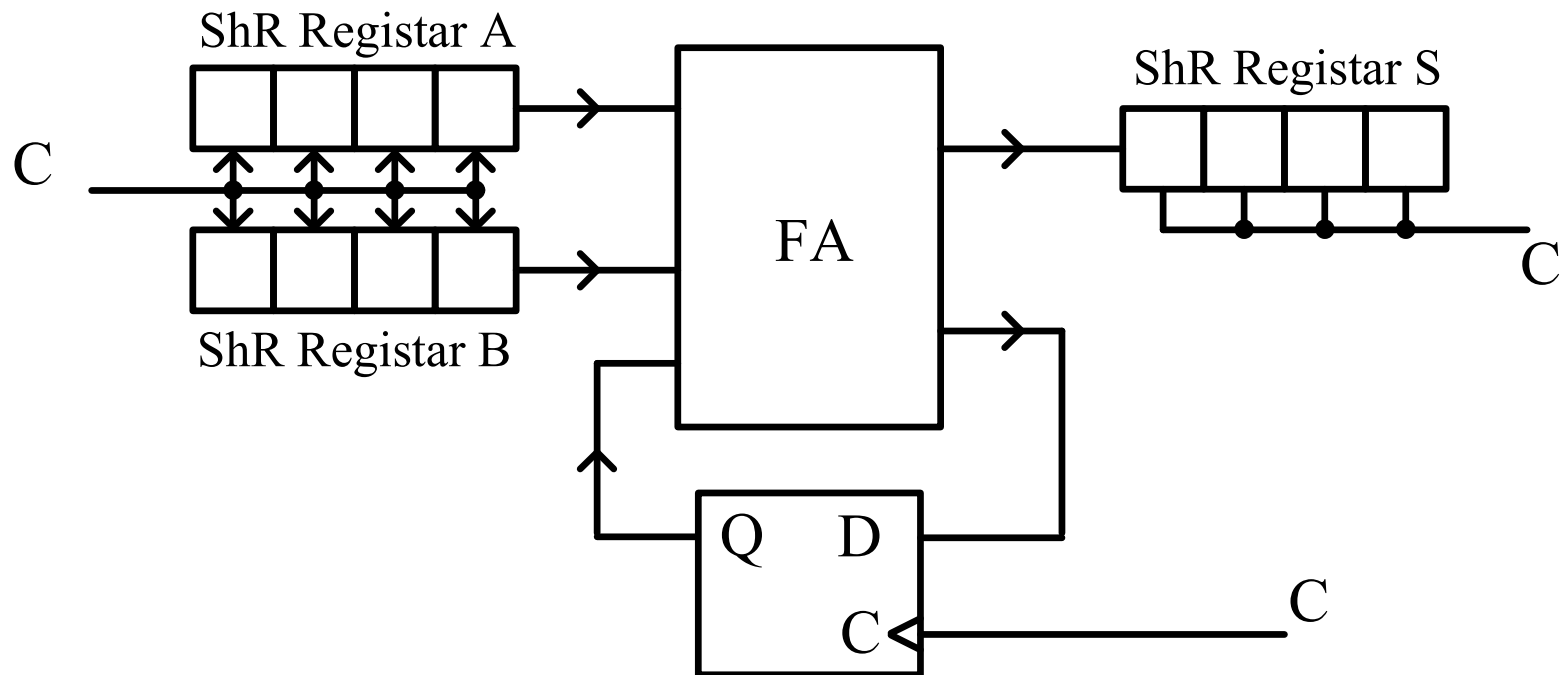 ShR Registar A
ShR Registar S
C
FA
C
ShR Registar B
Q D
C
C